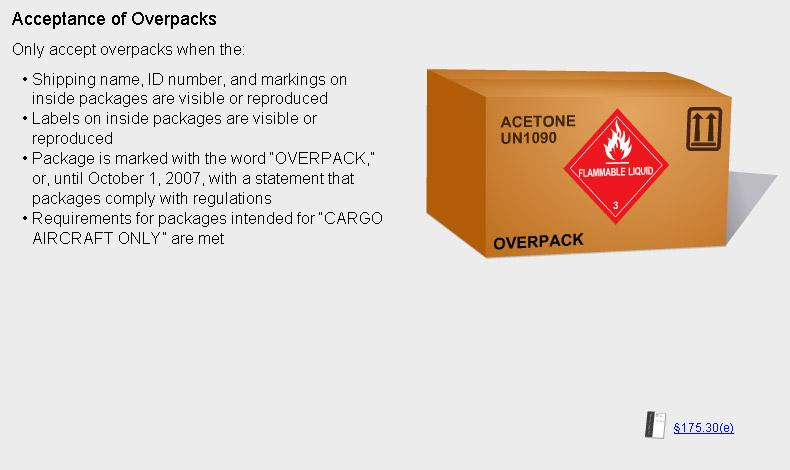 Acceptance of Overpacks
Only accept overpacks when the:
• Shipping name, ID number, and markings on
inside packages are visible or reproduced
• Labels on inside packages are visible or
reproduced
• Package is marked with the word "OVERPACK,"
or, until October 1, 2007, with a statement that
packages comply with regulations
• Requirements for packages intended for "CARGO
AIRCRAFT ONLY" are met
ACETONE
UN1090
FLAMMABLE LIQUID
3
OVERPACK
§175.30(e)